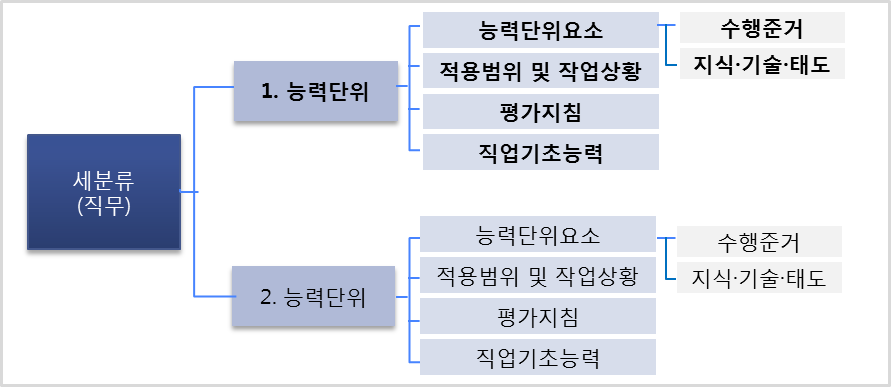 세분류
(직무)
1. 능력단위
능력단위요소
수행준거
지식·기술·태도
적용범위 및 작업상황
평가지침
직업기초능력
2. 능력단위
능력단위요소
수행준거
지식·기술·태도
적용범위 및 작업상황
평가지침
직업기초능력